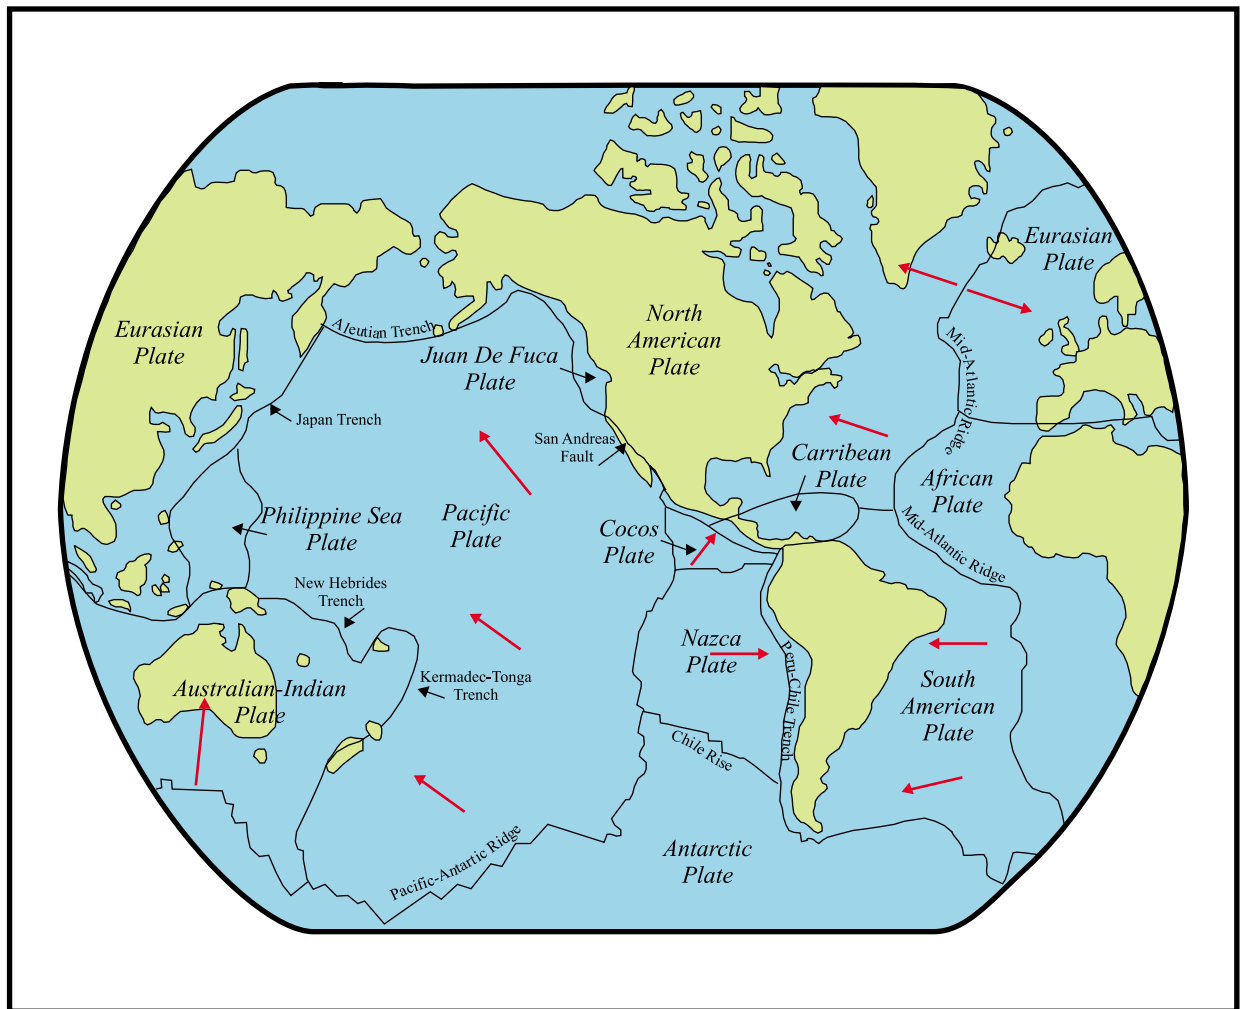 Eurasian
Plate
North
American
Plate
Eurasian
Plate
Aleutian Trench
Juan De Fuca
Plate
Mid-Atlantic Ridge
Japan Trench
San Andreas
Fault
Carribean
Plate
African
Plate
Philippine Sea
Plate
Pacific
Plate
Cocos
Plate
Mid-Atlantic Ridge
New Hebrides
Trench
Nazca
Plate
Peru-Chile Trench
Kermadec-Tonga
Trench
Australian-Indian
Plate
South
American
Plate
Chile Rise
Pacific-Antartic Ridge
Antarctic
Plate